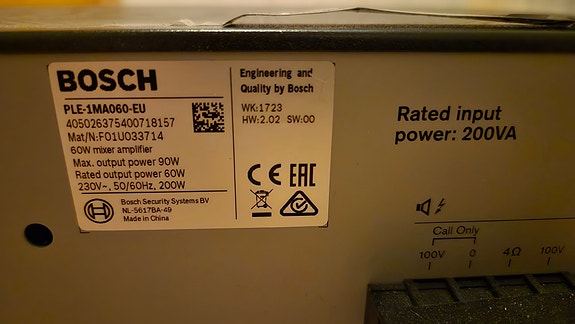 BOSCH
PLE-1MA060-EU
405026375400718157
Mat/N:F01U033714
60W mixer amplifier
Max. output power 90W
Rated output power 60W
230V~, 50/60Hz, 200W
Bosch Security Systems BV
NL-5617BA-49
Made in China
Engineering and
Quality by Bosch
WK:1723
HW:2.02 SW:00
CE EAC
Rated input
power: 200VA
Call Only
100V 0 4Ω 100V